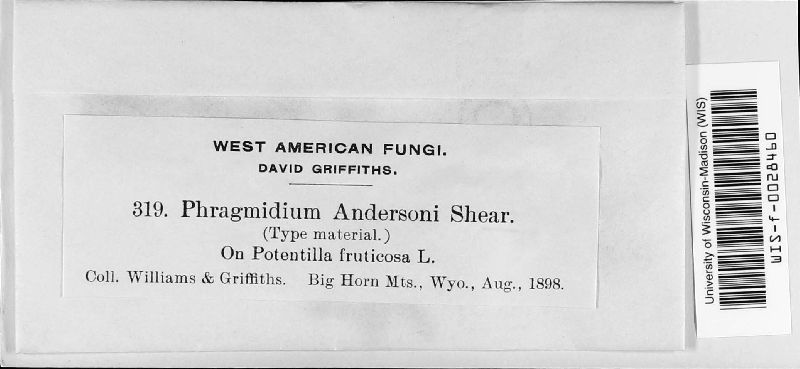 WEST AMERICAN FUNGI.
DAVID GRIFFITHS.
319. Phragmidium Andersoni Shear.
(Type material.)
On Potentilla fruticosa L.
Coll. Williams & Griffiths. Big Horn Mts., Wyo., Aug., 1898.
University of Wisconsin-Madison (WIS)
WIS-f-0028460